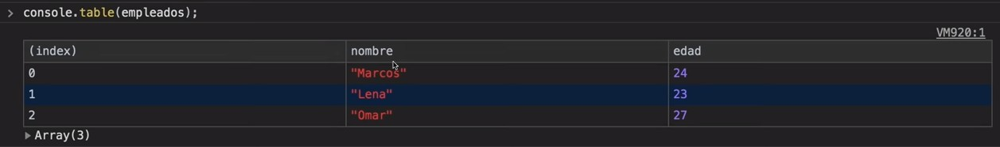 > console.table(empleados);
VM920:1
(index) nombre edad
0 "Marcos" 24
1 "Lena" 23
2 "Omar" 27
▶ Array(3)